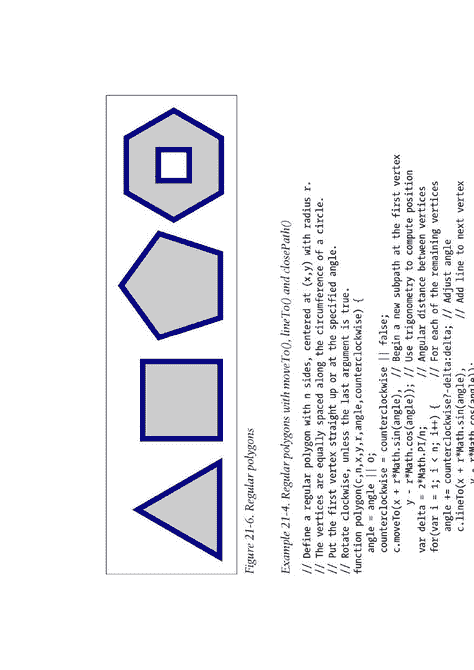 Figure 21-6. Regular polygons
Example 21-4. Regular polygons with moveTo(), lineTo() and closePath()
// Define a regular polygon with n sides, centered at (x,y) with radius r.
// The vertices are equally spaced along the circumference of a circle.
// Put the first vertex straight up or at the specified angle.
// Rotate clockwise, unless the last argument is true.
function polygon(c,n,x,y,r,angle,counterclockwise) {
angle = angle || 0;
counterclockwise = counterclockwise || false;
c.moveTo(x + r*Math.sin(angle), // Begin a new subpath at the first vertex
y - r*Math.cos(angle)); // Use trigonometry to compute position
var delta = 2*Math.PI/n; // Angular distance between vertices
for(var i = 1; i < n; i++) { // For each of the remaining vertices
angle += counterclockwise?-delta:delta; // Adjust angle
c.lineTo(x + r*Math.sin(angle), // Add line to next vertex